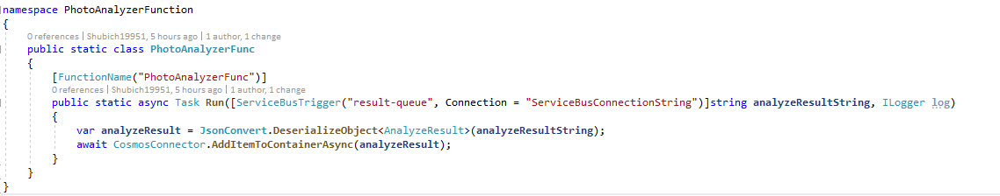 namespace PhotoAnalyzerFunction
{
0 references | Shubich19951, 5 hours ago | 1 author, 1 change
public static class PhotoAnalyzerFunc
{
[FunctionName("PhotoAnalyzerFunc")]
0 references | Shubich19951, 5 hours ago | 1 author, 1 change
public static async Task Run([ServiceBusTrigger("result-queue", Connection = "ServiceBusConnectionString")]string analyzeResultString, ILogger log)
{
var analyzeResult = JsonConvert.DeserializeObject<AnalyzeResult>(analyzeResultString);
await CosmosConnector.AddItemToContainerAsync(analyzeResult);
}
}
}